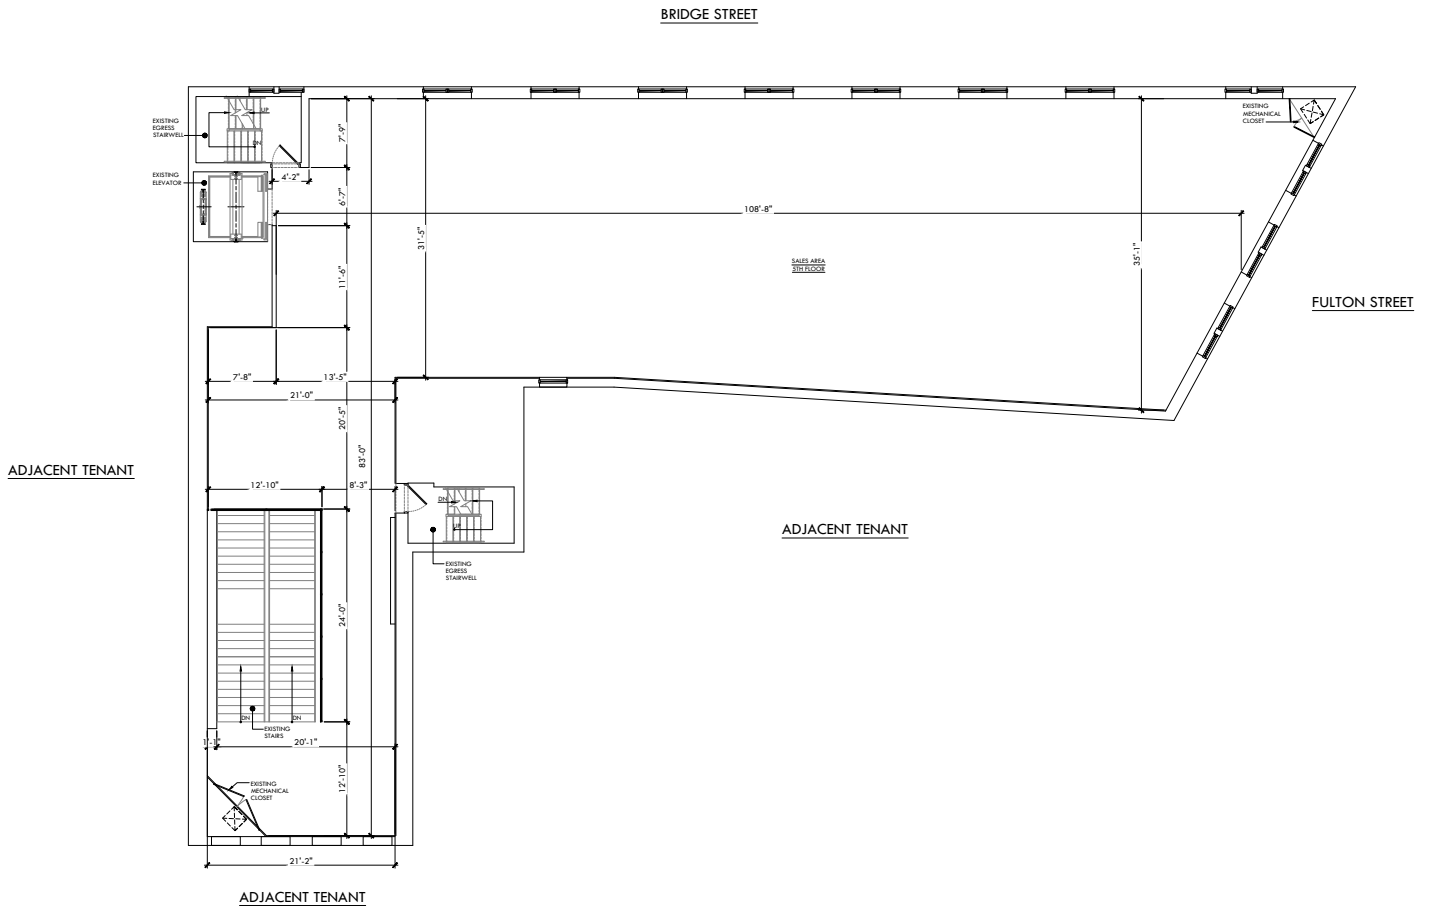 BRIDGE STREET
EXISTING
EGRESS
STAIRWELL
UP
DN
EXISTING
MECHANICAL
CLOSET
7'-9"
4'-2"
EXISTING
ELEVATOR
6'-7"
108'-8"
31'-5"
35'-1"
SALES AREA
5TH FLOOR
11'-6"
FULTON STREET
7'-8"
13'-5"
21'-0"
20'-5"
83'-0"
ADJACENT TENANT
12'-10"
8'-3"
DN
UP
ADJACENT TENANT
EXISTING
EGRESS
STAIRWELL
24'-0"
DN
DN
EXISTING
STAIRS
1'-1"
20'-1"
12'-10"
EXISTING
MECHANICAL
CLOSET
21'-2"
ADJACENT TENANT